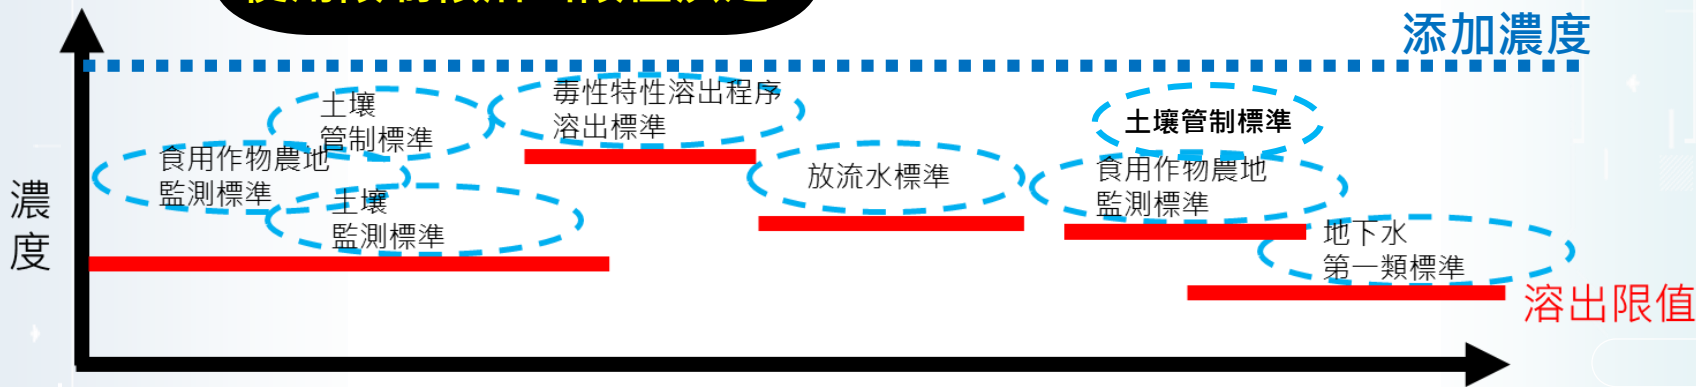 添加濃度
土壤
管制標準
毒性特性溶出程序
溶出標準
土壤管制標準
食用作物農地
監測標準
土壤
監測標準
放流水標準
食用作物農地
監測標準
地下水
第一類標準
濃度
溶出限值